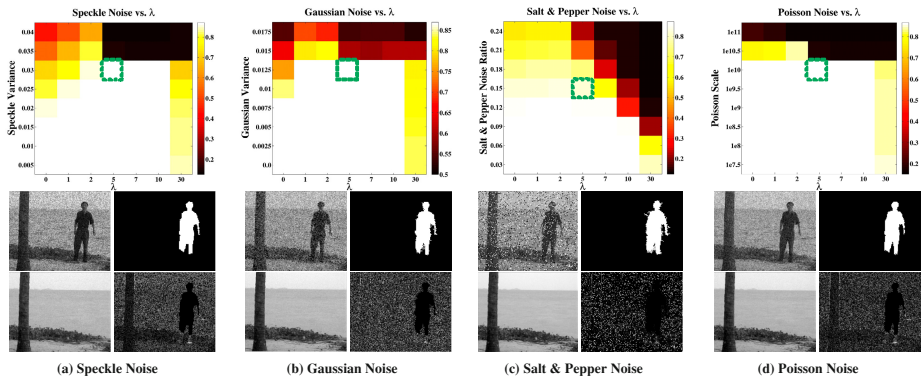 Speckle Noise vs. λ
Speckle Variance
0.04
0.035
0.03
0.025
0.02
0.015
0.01
0.005
0 1 2 5 7 10 30
λ
0.8
0.7
0.6
0.5
0.4
0.3
0.2
Gaussian Noise vs. λ
Gaussian Variance
0.0175
0.015
0.0125
0.01
0.0075
0.005
0.0025
0.0
0 1 2 5 7 10 30
λ
0.85
0.8
0.75
0.7
0.65
0.6
0.55
0.5
Salt & Pepper Noise vs. λ
Salt & Pepper Noise Ratio
0.24
0.21
0.18
0.15
0.12
0.09
0.06
0.03
0 1 2 5 7 10 30
λ
0.8
0.7
0.6
0.5
0.4
0.3
0.2
Poisson Noise vs. λ
Poisson Scale
1e11
1e10.5
1e10
1e9.5
1e9
1e8.5
1e8
1e7.5
0 1 2 5 7 10 30
λ
0.8
0.7
0.6
0.5
0.4
0.3
0.2
(a) Speckle Noise
(b) Gaussian Noise
(c) Salt & Pepper Noise
(d) Poisson Noise